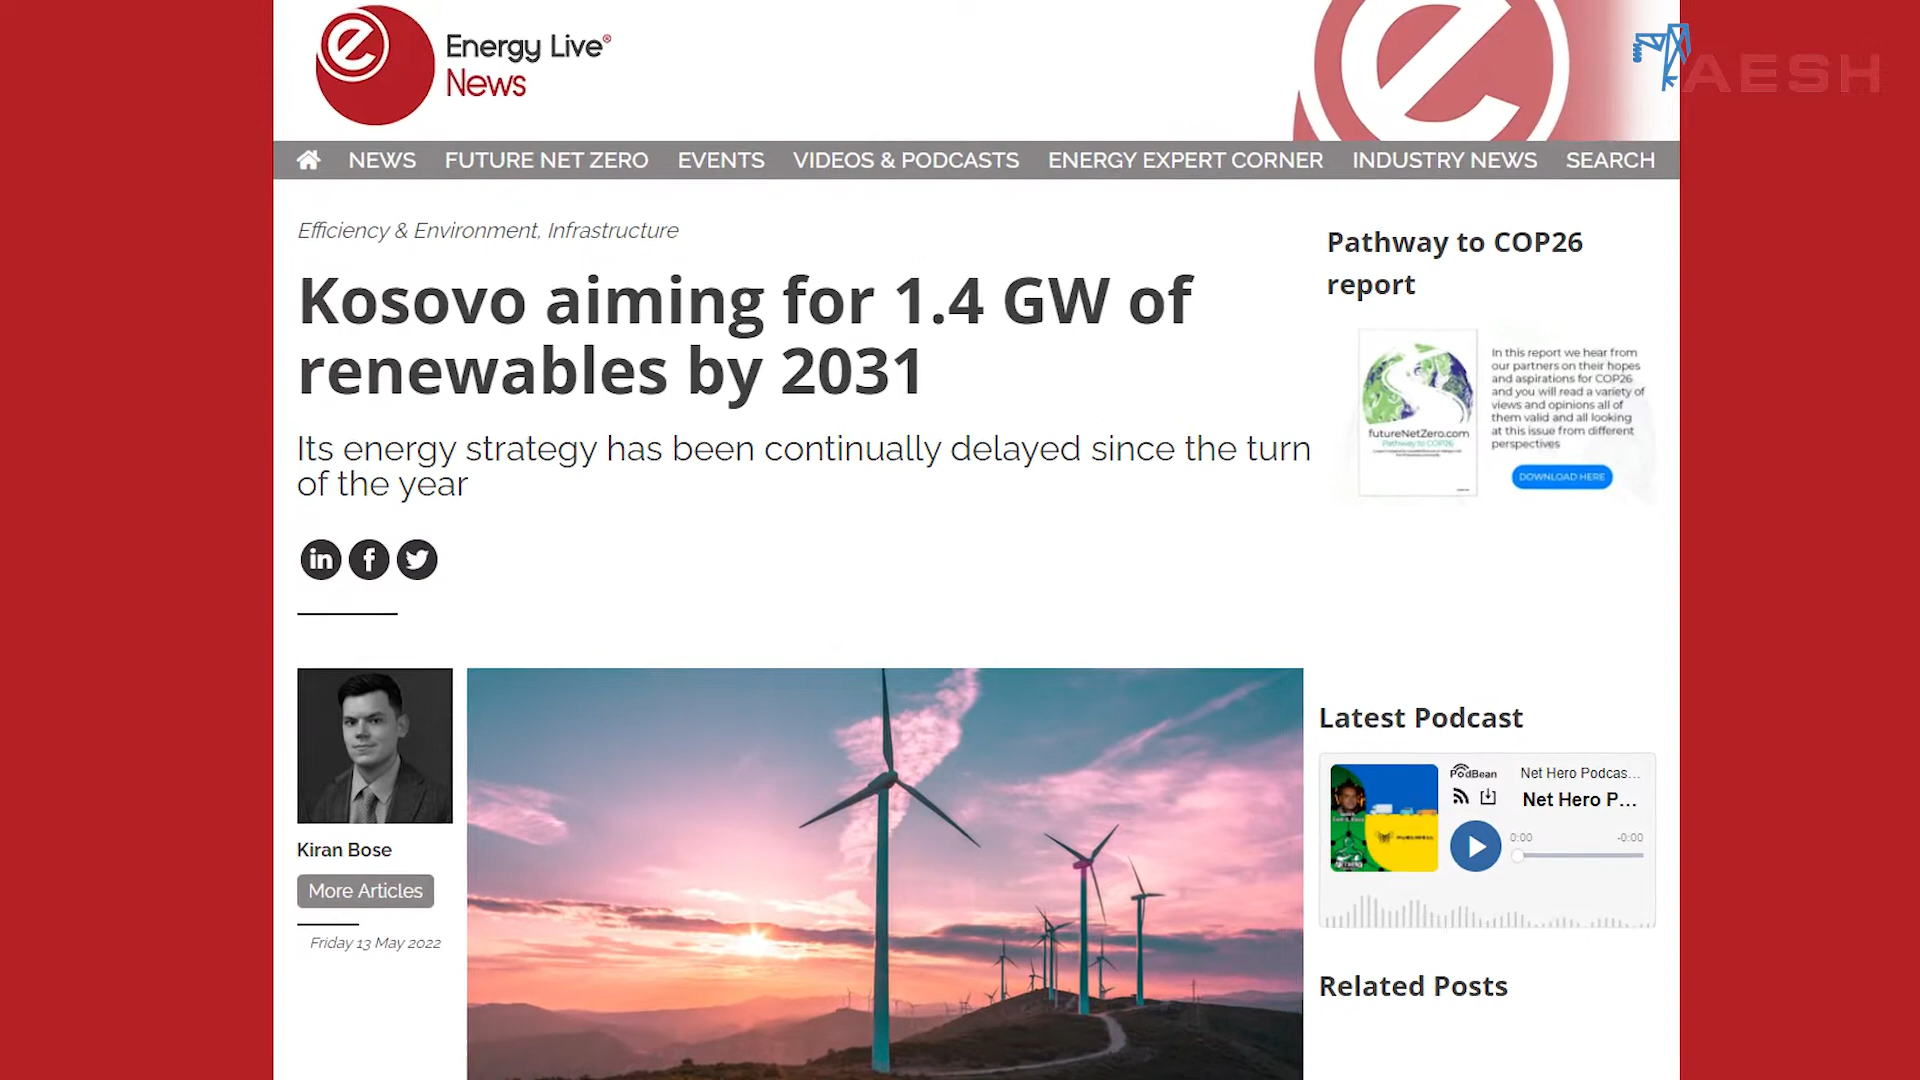 Energy Live®
News
AESH
NEWS FUTURE NET ZERO EVENTS VIDEOS & PODCASTS ENERGY EXPERT CORNER INDUSTRY NEWS SEARCH
Efficiency & Environment, Infrastructure
Kosovo aiming for 1.4 GW of
renewables by 2031
Its energy strategy has been continually delayed since the turn
of the year
Kiran Bose
More Articles
Friday 13 May 2022
Pathway to COP26
report
In this report we hear from
our partners on their hopes
and aspirations for COP26
and you will read a variety of
views and opinions all of
them valid and all looking
at this issue from different
perspectives
DOWNLOAD HERE
futureNetZero.com
Pathway to COP26
Latest Podcast
PodBean
Net Hero Podcas...
Net Hero P...
0:00 -0:00
Related Posts